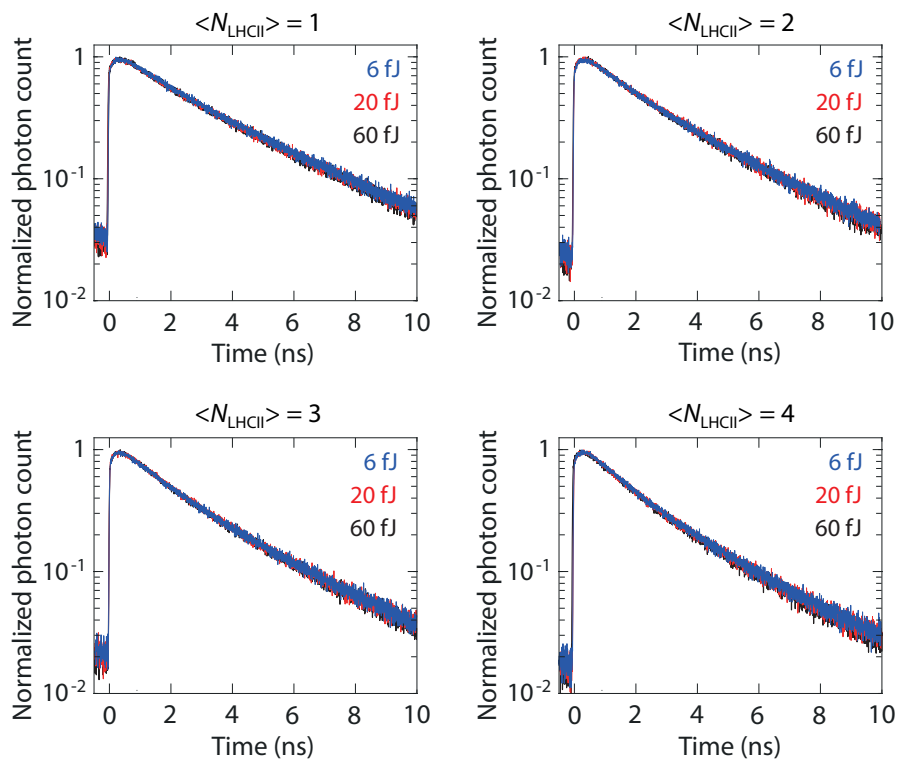 <N_LHCII> = 1
1
10^-1
10^-2
Normalized photon count
6 fJ
20 fJ
60 fJ
0 2 4 6 8 10
Time (ns)
<N_LHCII> = 2
1
10^-1
10^-2
Normalized photon count
6 fJ
20 fJ
60 fJ
0 2 4 6 8 10
Time (ns)
<N_LHCII> = 3
1
10^-1
10^-2
Normalized photon count
6 fJ
20 fJ
60 fJ
0 2 4 6 8 10
Time (ns)
<N_LHCII> = 4
1
10^-1
10^-2
Normalized photon count
6 fJ
20 fJ
60 fJ
0 2 4 6 8 10
Time (ns)